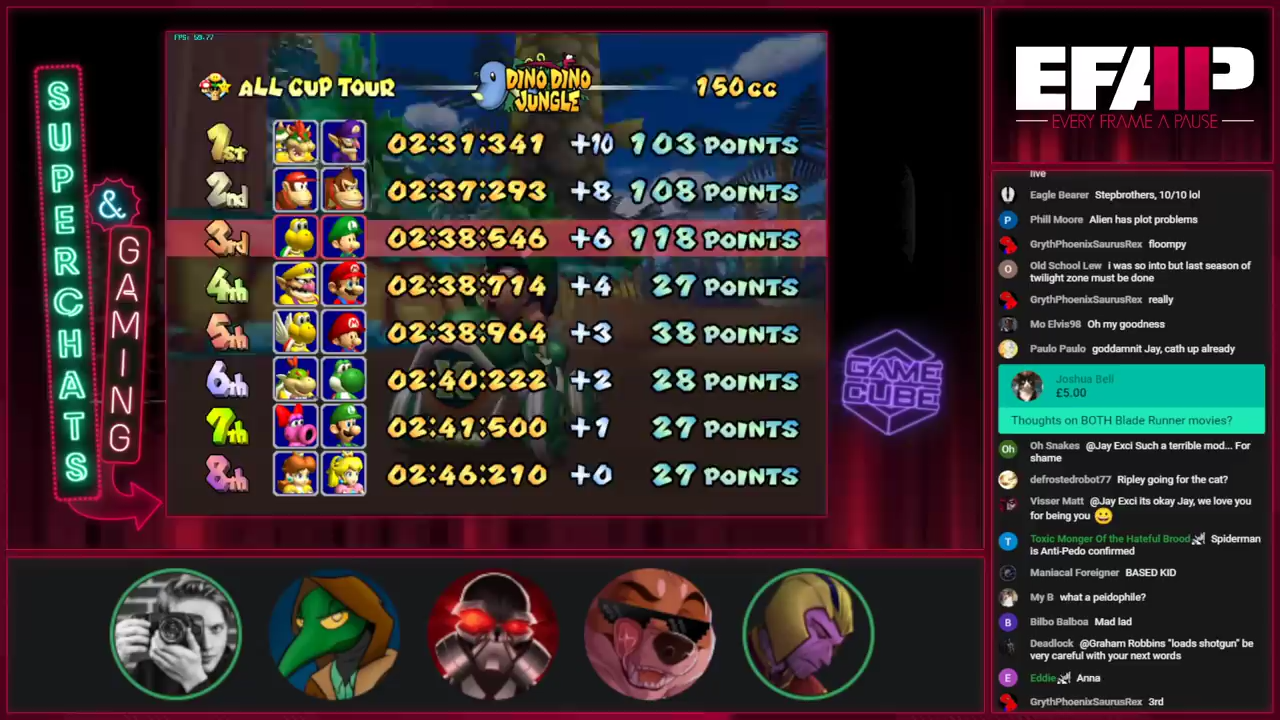 FPS: 59.77
ALL CUP TOUR
DINO DINO
JUNGLE
150cc
1st 02:31:341 +10 103 POINTS
2nd 02:37:293 +8 108 POINTS
3rd 02:38:546 +6 118 POINTS
4th 02:38:714 +4 27 POINTS
5th 02:38:964 +3 38 POINTS
6th 02:40:222 +2 28 POINTS
7th 02:41:500 +1 27 POINTS
8th 02:46:210 +0 27 POINTS
SUPERCHATS
&
GAMING
GAME
CUBE
EFAP
EVERY FRAME A PAUSE
live
Eagle Bearer Stepbrothers, 10/10 lol
P Phill Moore Alien has plot problems
GrythPhoenixSaurusRex floompy
O Old School Lew i was so into but last season of
twilight zone must be done
GrythPhoenixSaurusRex really
Mo Elvis98 Oh my goodness
Paulo Paulo goddamnit Jay, cath up already
Joshua Bell
£5.00
Thoughts on BOTH Blade Runner movies?
Oh Oh Snakes @Jay Exci Such a terrible mod... For
shame
defrostedrobot77 Ripley going for the cat?
Visser Matt @Jay Exci its okay Jay, we love you
for being you 😀
T Toxic Monger Of the Hateful Brood Spiderman
is Anti-Pedo confirmed
Maniacal Foreigner BASED KID
My B what a peidophile?
B Bilbo Balboa Mad lad
Deadlock @Graham Robbins “loads shotgun” be
very careful with your next words
E Eddie Anna
GrythPhoenixSaurusRex 3rd